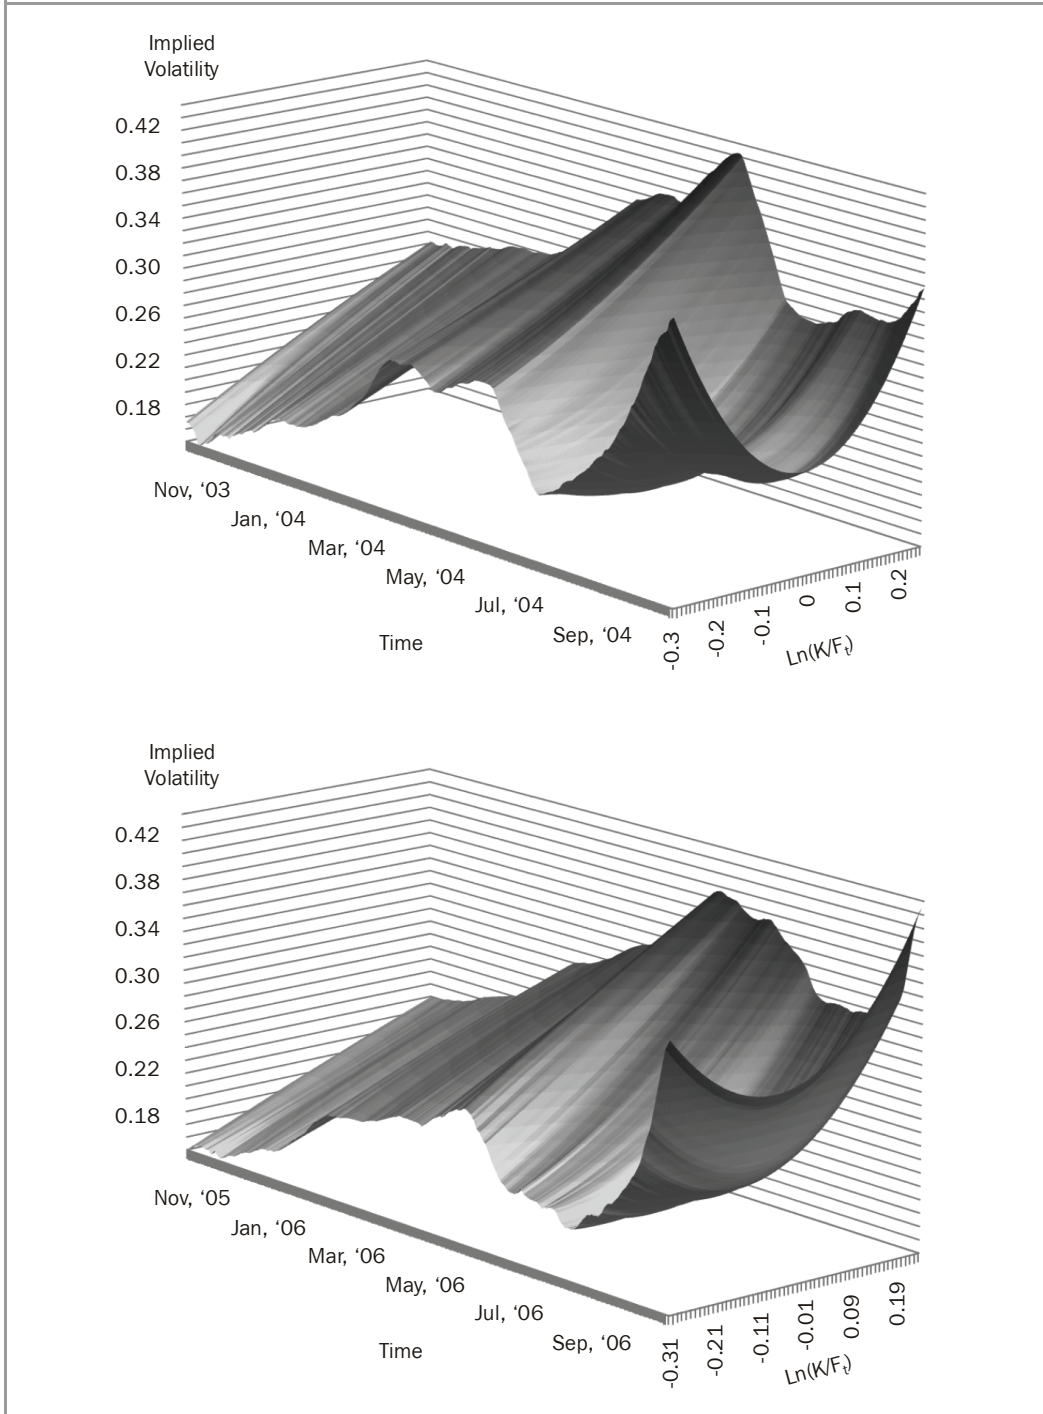 Implied
Volatility
0.42
0.38
0.34
0.30
0.26
0.22
0.18
Nov, ‘03
Jan, ‘04
Mar, ‘04
May, ‘04
Jul, ‘04
Sep, ‘04
Time
-0.3
-0.2
-0.1
0
0.1
0.2
Ln(K/Fₜ)
Implied
Volatility
0.42
0.38
0.34
0.30
0.26
0.22
0.18
Nov, ‘05
Jan, ‘06
Mar, ‘06
May, ‘06
Jul, ‘06
Sep, ‘06
Time
-0.31
-0.21
-0.11
-0.01
0.09
0.19
Ln(K/Fₜ)